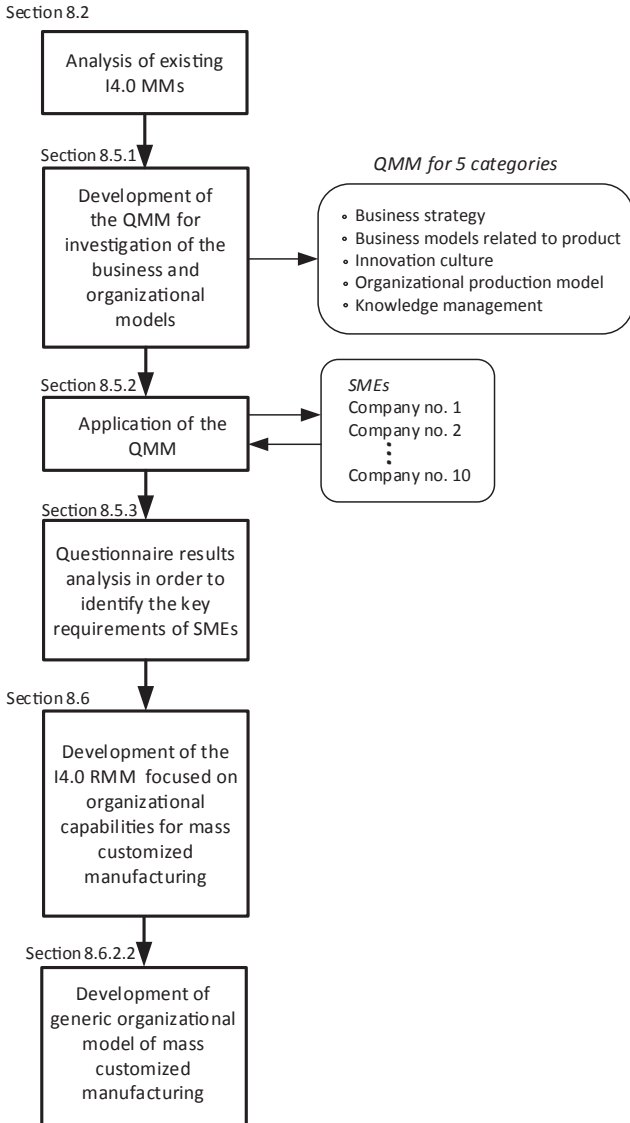 Section 8.2
Analysis of existing
I4.0 MMs
Section 8.5.1
Development of
the QMM for
investigation of the
business and
organizational
models
QMM for 5 categories
Business strategy
Business models related to product
Innovation culture
Organizational production model
Knowledge management
Section 8.5.2
Application of the
QMM
SMEs
Company no. 1
Company no. 2
Company no. 10
Section 8.5.3
Questionnaire results
analysis in order to
identify the key
requirements of SMEs
Section 8.6
Development of the
I4.0 RMM focused on
organizational
capabilities for mass
customized
manufacturing
Section 8.6.2.2
Development of
generic organizational
model of mass
customized
manufacturing